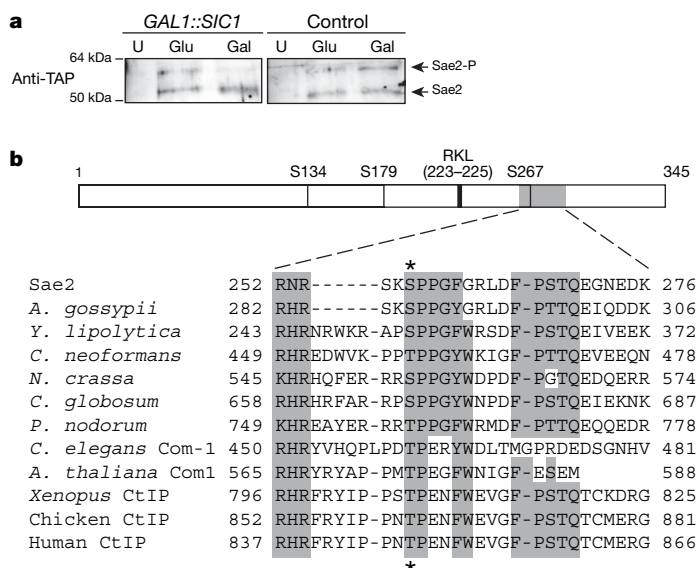 a
GAL1::SIC1 Control
U Glu Gal U Glu Gal
64 kDa
Anti-TAP
50 kDa
Sae2-P
Sae2
b
RKL
1 S134 S179 (223–225) S267 345
*
Sae2 252 RNR------SKSPPGFGRLDF-PSTQEGNEDK 276
A. gossypii 282 RHR------SKSPPGYGRLDF-PTTQEIQDDK 306
Y. lipolytica 243 RHRNRWKR-APSPPGFWRSDF-PSTQEIVEEK 372
C. neoformans 449 RHREDWVK-PPTPPGYWKIGF-PTTQEVEEQN 478
N. crassa 545 KHRHQFER-RRSPPGYWDPDF-PGTQEDQERR 574
C. globosum 658 RHRHRFAR-RPSPPGYWNPDF-PSTQEIEKNK 687
P. nodorum 749 KHREAYER-RRTPPGFWRMDF-PTTQEQEDER 778
C. elegans Com-1 450 RHRYVHQPLPDTPERYWDLTMGPRDEDSGNHV 481
A. thaliana Com1 565 RHRYRYAP-PMTPEGFWNIGF-ESEM 588
Xenopus CtIP 796 RHRFRYIP-PSTPENFWEVGF-PSTQTCKDRG 825
Chicken CtIP 852 RHRFRYIP-PNTPENFWEVGF-PSTQTCMERG 881
Human CtIP 837 RHRFRYIP-PNTPENFWEVGF-PSTQTCMERG 866
*